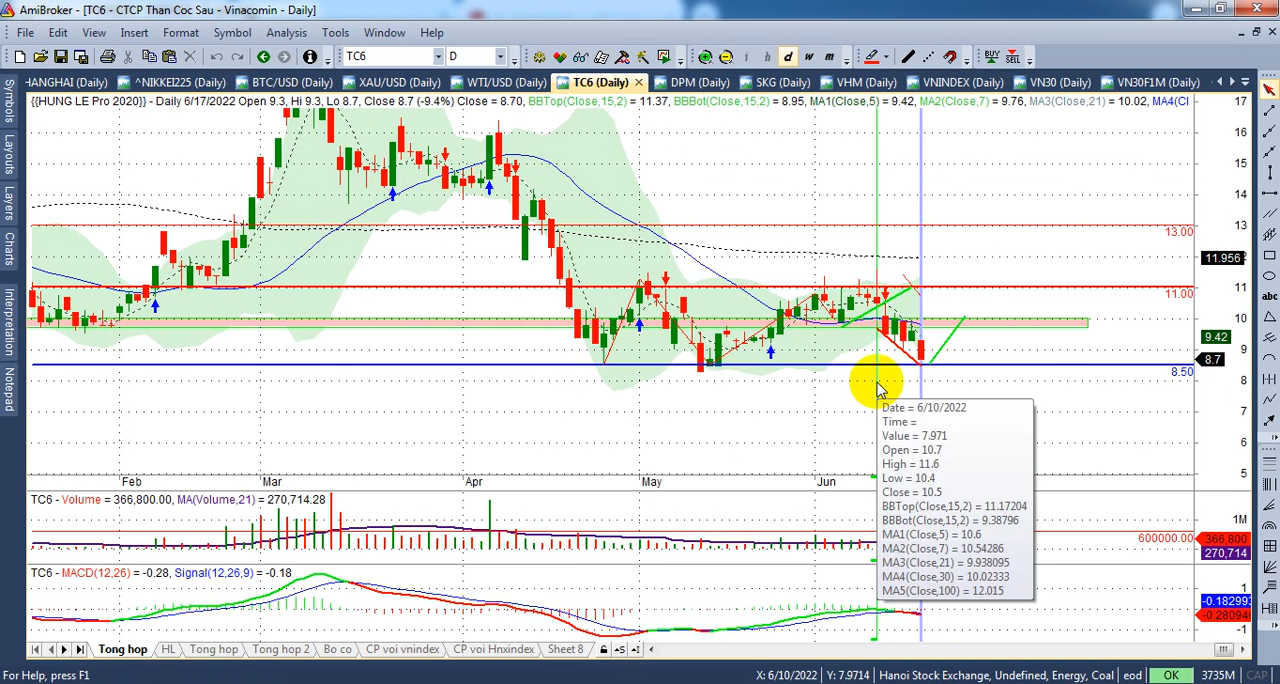 AmiBroker - [TC6 - CTCP Than Coc Sau - Vinacomin - Daily]
File Edit View Insert Format Symbol Analysis Tools Window Help
TC6 D i h d w m BUY SELL
HANGHAI (Daily) ^NIKKEI225 (Daily) BTC/USD (Daily) XAU/USD (Daily) WTI/USD (Daily) TC6 (Daily) DPM (Daily) SKG (Daily) VHM (Daily) VNINDEX (Daily) VN30 (Daily) VN30F1M (Daily)
{{HUNG LE Pro 2020}} - Daily 6/17/2022 Open 9.3, Hi 9.3, Lo 8.7, Close 8.7 (-9.4%) Close = 8.70, BBTop(Close,15,2) = 11.37, BBBot(Close,15,2) = 8.95, MA1(Close,5) = 9.42, MA2(Close,7) = 9.76, MA3(Close,21) = 10.02, MA4(Cl
Symbols
Layouts
Layers
Charts
Interpretation
Notepad
abc
17
16
15
14
13
13.00
11.956
11
11.00
10
9.42
9
8.7
8.50
8
7
6
5
Date = 6/10/2022
Time =
Value = 7.971
Open = 10.7
High = 11.6
Low = 10.4
Close = 10.5
BBTop(Close,15,2) = 11.17204
BBBot(Close,15,2) = 9.38796
MA1(Close,5) = 10.6
MA2(Close,7) = 10.54286
MA3(Close,21) = 9.938095
MA4(Close,30) = 10.02333
MA5(Close,100) = 12.015
Feb Mar Apr May Jun
TC6 - Volume = 366,800.00, MA(Volume,21) = 270,714.28
1M
600000.00
366,800
270,714
TC6 - MACD(12,26) = -0.28, Signal(12,26,9) = -0.18
1
-0.182993
-0.280946
-1
Tong hop HL Tong hop Tong hop 2 Bo co CP voi vnindex CP voi Hnxindex Sheet 8
For Help, press F1 X: 6/10/2022 Y: 7.9714 Hanoi Stock Exchange, Undefined, Energy, Coal eod OK 3735M CAP